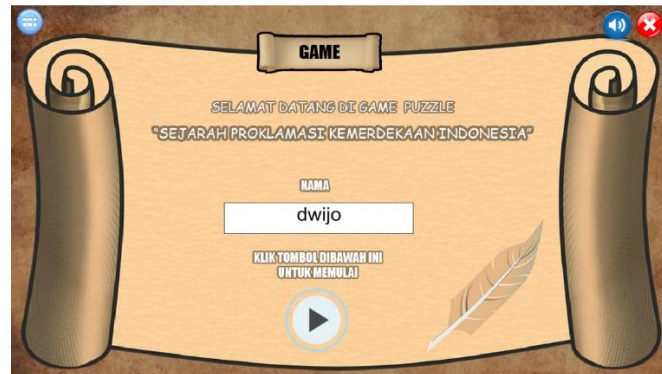 GAME
SELAMAT DATANG DI GAME PUZZLE
"SEJARAH PROKLAMASI KEMERDEKAAN INDONESIA"
NAMA
dwijo
KLIK TOMBOL DIBAWAH INI
UNTUK MEMULAI